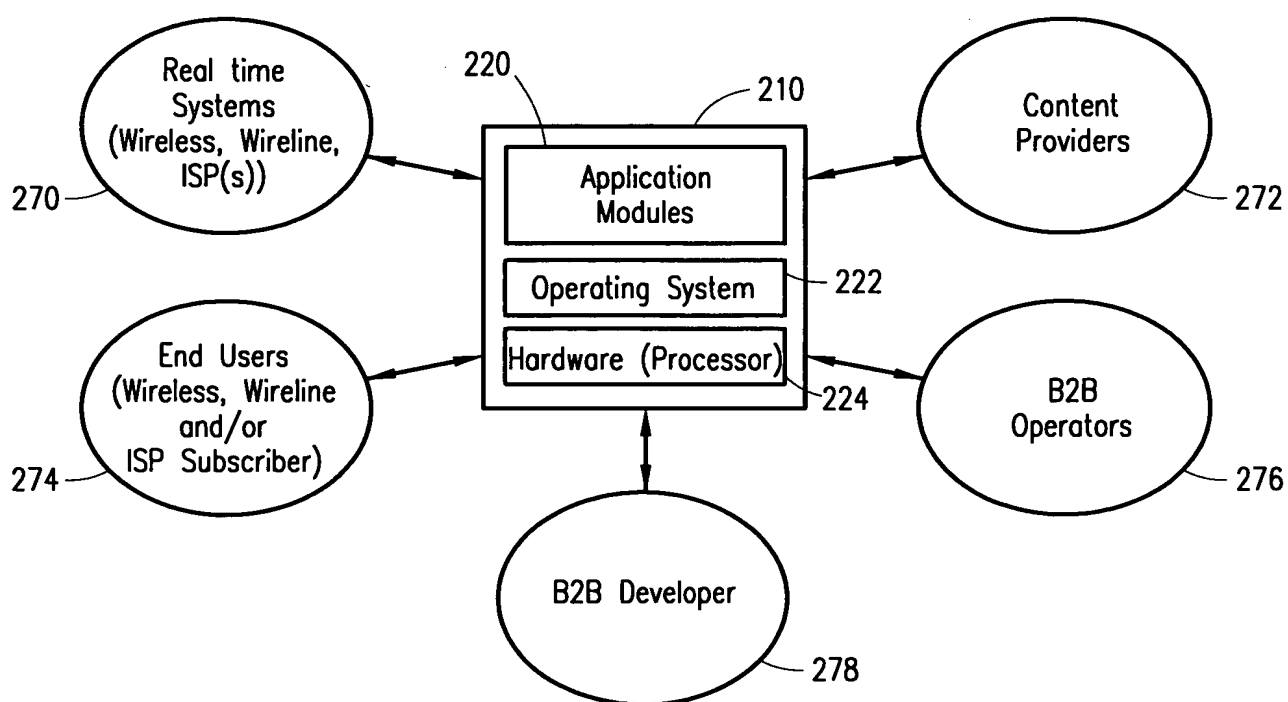 220
210
Real time
Systems
(Wireless, Wireline,
ISP(s))
270
Application
Modules
Content
Providers
272
Operating System
222
Hardware (Processor)
224
End Users
(Wireless, Wireline
and/or
ISP Subscriber)
274
B2B
Operators
276
B2B Developer
278